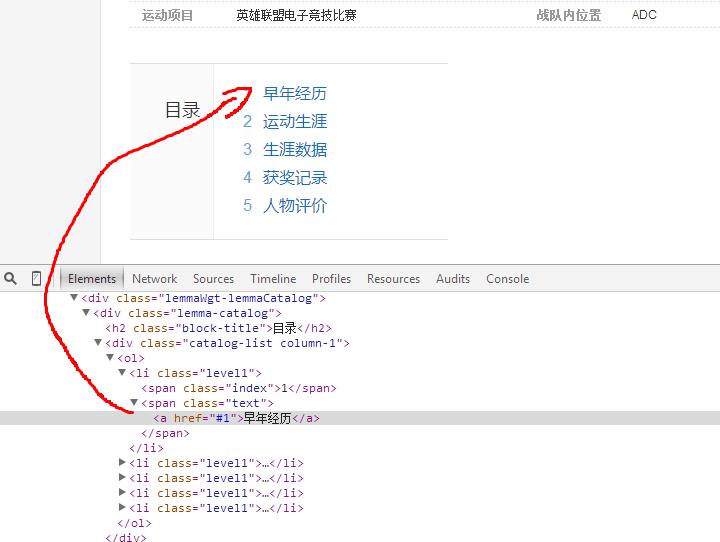 运动项目 英雄联盟电子竞技比赛 战队内位置 ADC
目录
早年经历
2 运动生涯
3 生涯数据
4 获奖记录
5 人物评价
Elements Network Sources Timeline Profiles Resources Audits Console
▼<div class="lemmaWgt-lemmaCatalog">
▼<div class="lemma-catalog">
<h2 class="block-title">目录</h2>
▼<div class="catalog-list column-1">
▼<ol>
▼<li class="level1">
<span class="index">1</span>
▼<span class="text">
<a href="#1">早年经历</a>
</span>
</li>
▶<li class="level1">…</li>
▶<li class="level1">…</li>
▶<li class="level1">…</li>
▶<li class="level1">…</li>
</ol>
</div>